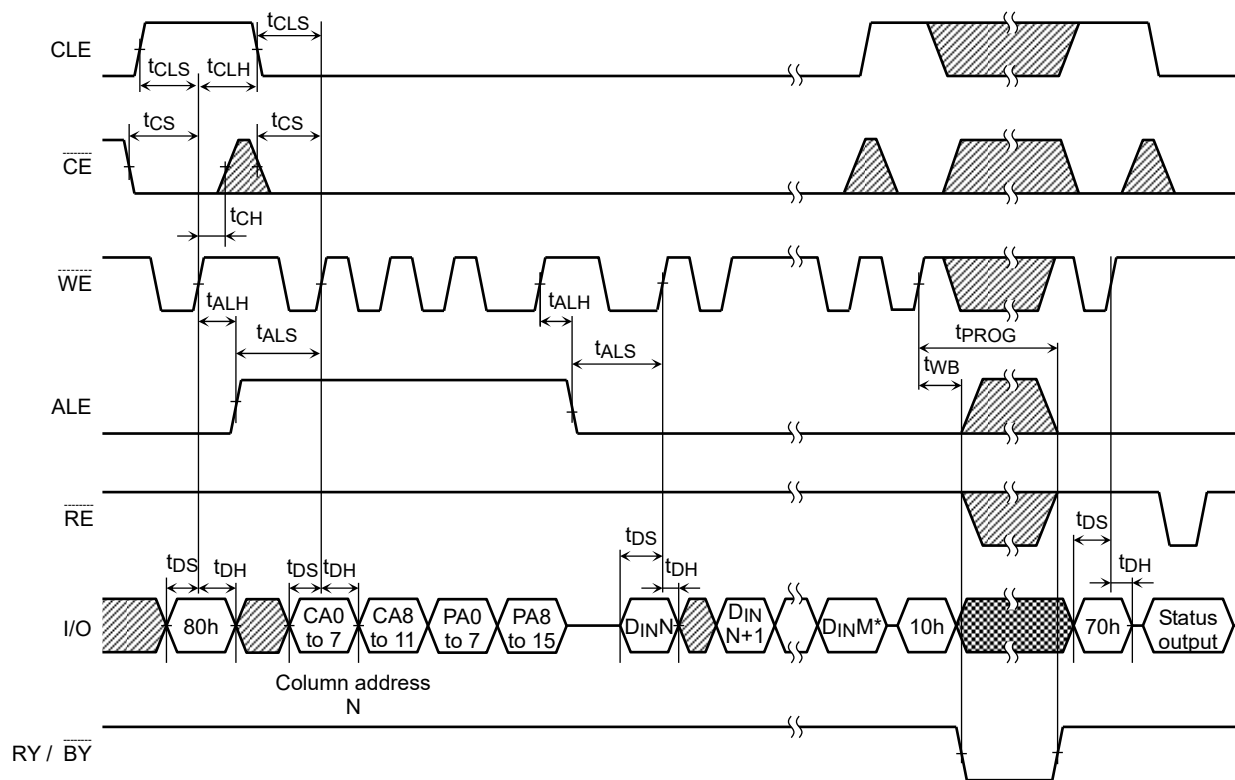 tCLS
CLE
tCLS tCLH
tCS tCS
CE
tCH
WE
tALH tALH
tALS tPROG
tALS tWB
ALE
RE
tDS tDS
tDS tDH tDS tDH tDH tDH
I/O 80h CA0 to 7 CA8 to 11 PA0 to 7 PA8 to 15 DINN DIN N+1 DINM* 10h 70h Status output
Column address
N
RY / BY